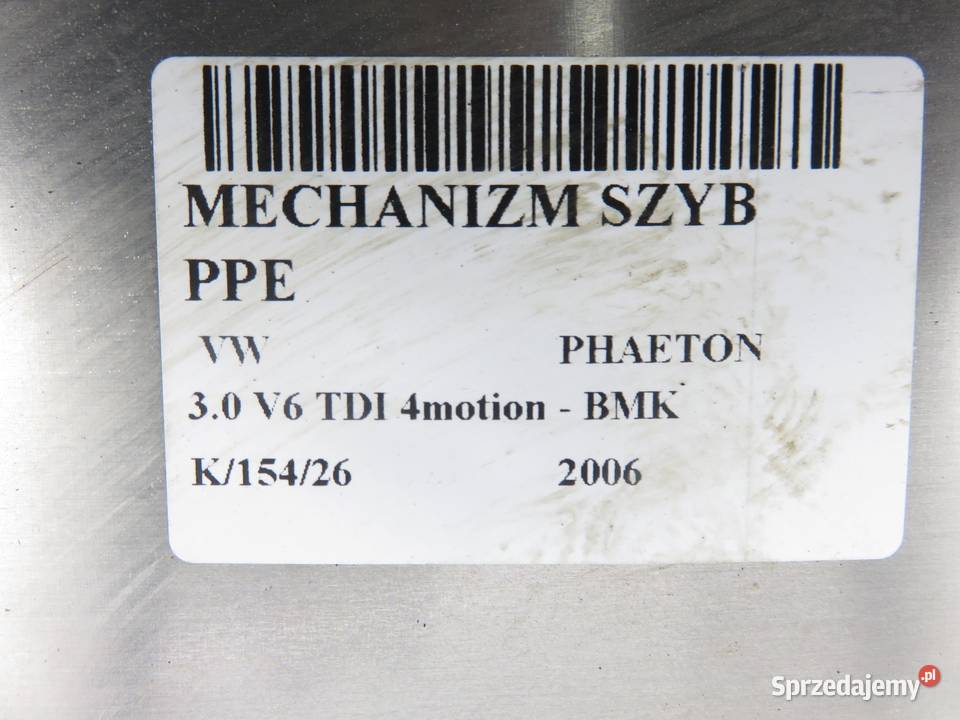 MECHANIZM SZYB
PPE
VW PHAETON
3.0 V6 TDI 4motion - BMK
K/154/26 2006
Sprzedajemy.pl